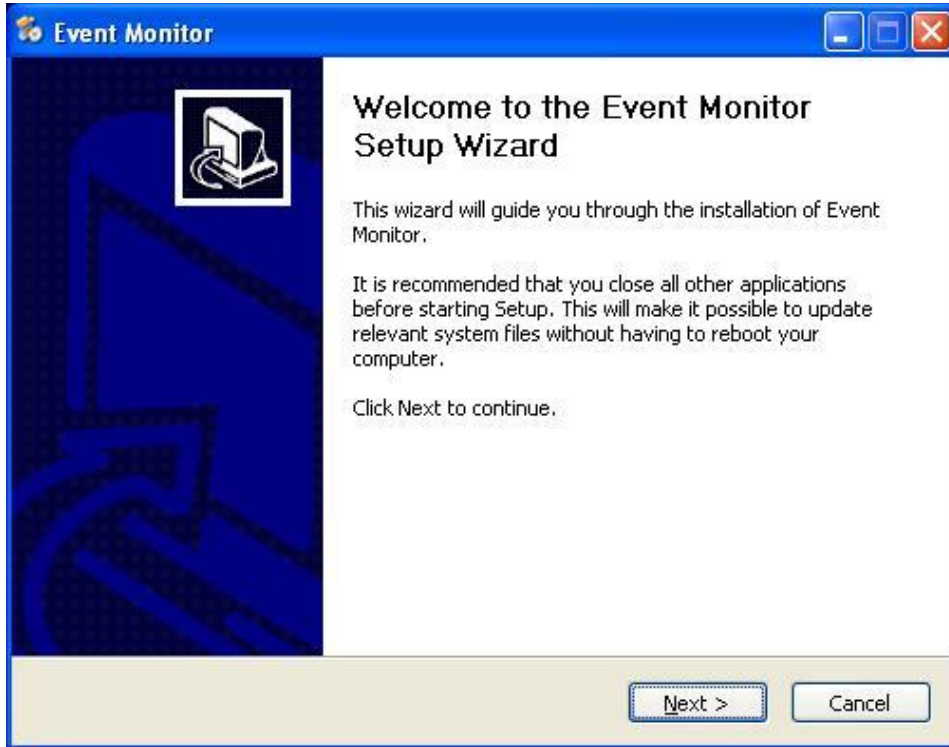 Event Monitor
Welcome to the Event Monitor
Setup Wizard
This wizard will guide you through the installation of Event
Monitor.
It is recommended that you close all other applications
before starting Setup. This will make it possible to update
relevant system files without having to reboot your
computer.
Click Next to continue.
Next >
Cancel